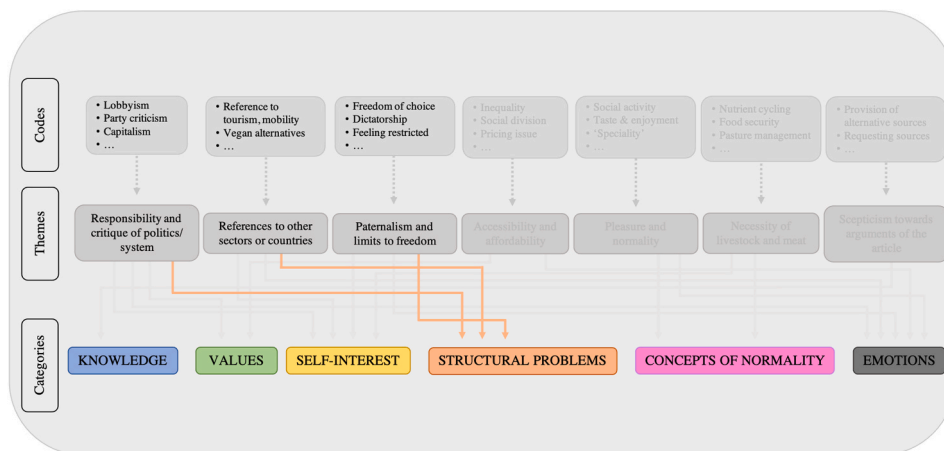 Codes
• Lobbyism
• Party criticism
• Capitalism
• …
• Reference to
tourism, mobility
• Vegan alternatives
• …
• Freedom of choice
• Dictatorship
• Feeling restricted
• …
• Inequality
• Social division
• Pricing issue
• …
• Social activity
• Taste & enjoyment
• ‘Speciality’
• …
• Nutrient cycling
• Food security
• Pasture management
• …
• Provision of
alternative sources
• Requesting sources
• …
Themes
Responsibility and
critique of politics/
system
References to other
sectors or countries
Paternalism and
limits to freedom
Accessibility and
affordability
Pleasure and
normality
Necessity of
livestock and meat
Scepticism towards
arguments of the
article
Categories
KNOWLEDGE
VALUES
SELF-INTEREST
STRUCTURAL PROBLEMS
CONCEPTS OF NORMALITY
EMOTIONS